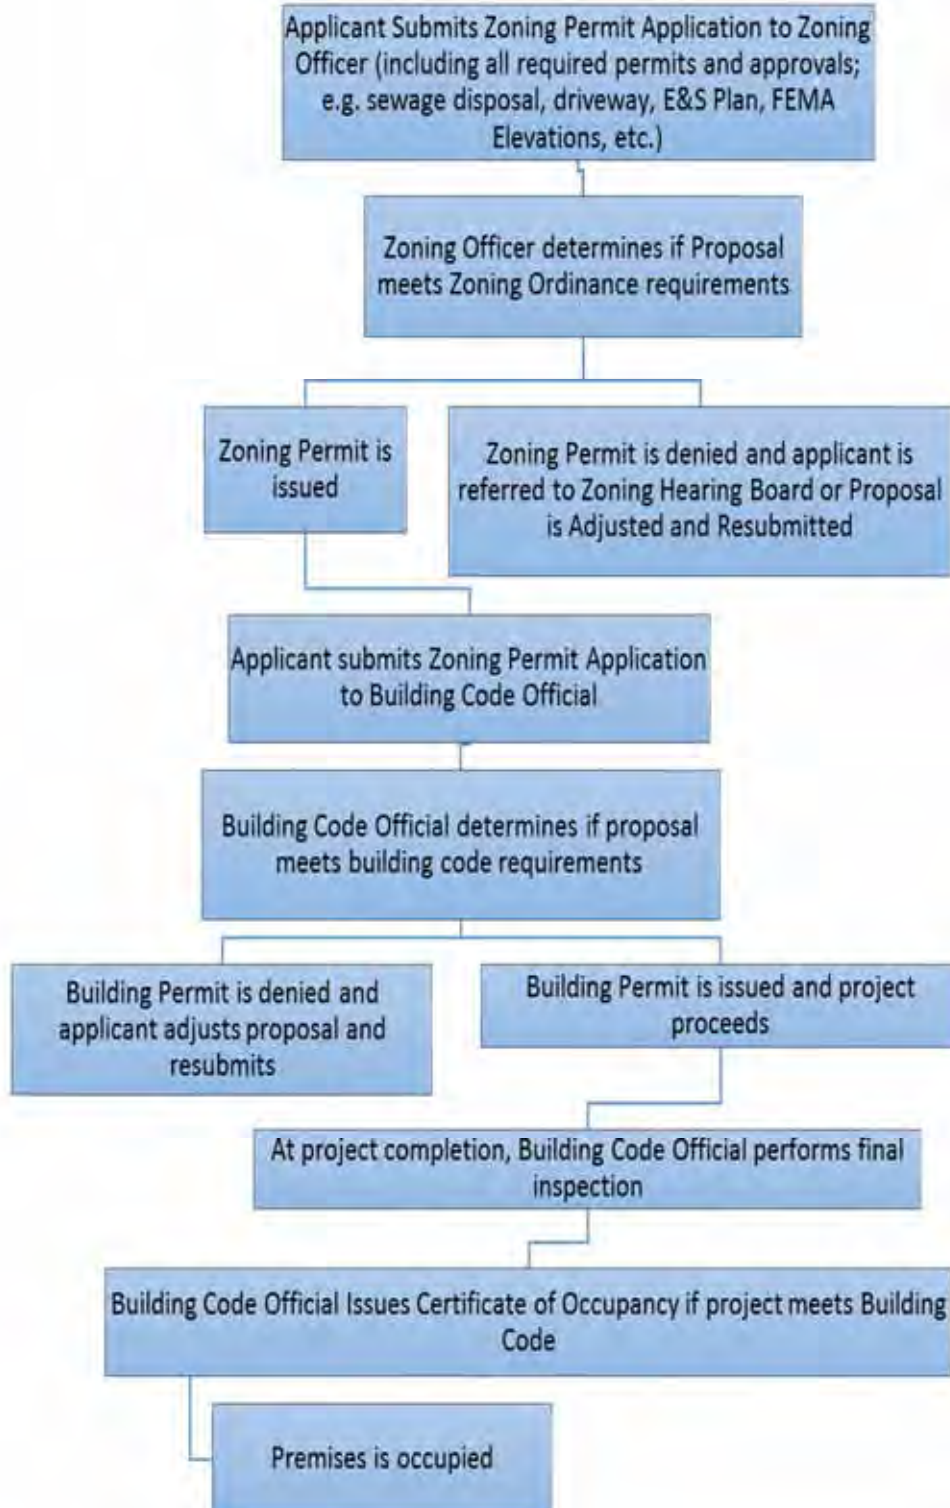 Applicant Submits Zoning Permit Application to Zoning
Officer (including all required permits and approvals;
e.g. sewage disposal, driveway, E&S Plan, FEMA
Elevations, etc.)
Zoning Officer determines if Proposal
meets Zoning Ordinance requirements
Zoning Permit is
issued
Zoning Permit is denied and applicant is
referred to Zoning Hearing Board or Proposal
is Adjusted and Resubmitted
Applicant submits Zoning Permit Application
to Building Code Official
Building Code Official determines if proposal
meets building code requirements
Building Permit is denied and
applicant adjusts proposal and
resubmits
Building Permit is issued and project
proceeds
At project completion, Building Code Official performs final
inspection
Building Code Official Issues Certificate of Occupancy if project meets Building
Code
Premises is occupied